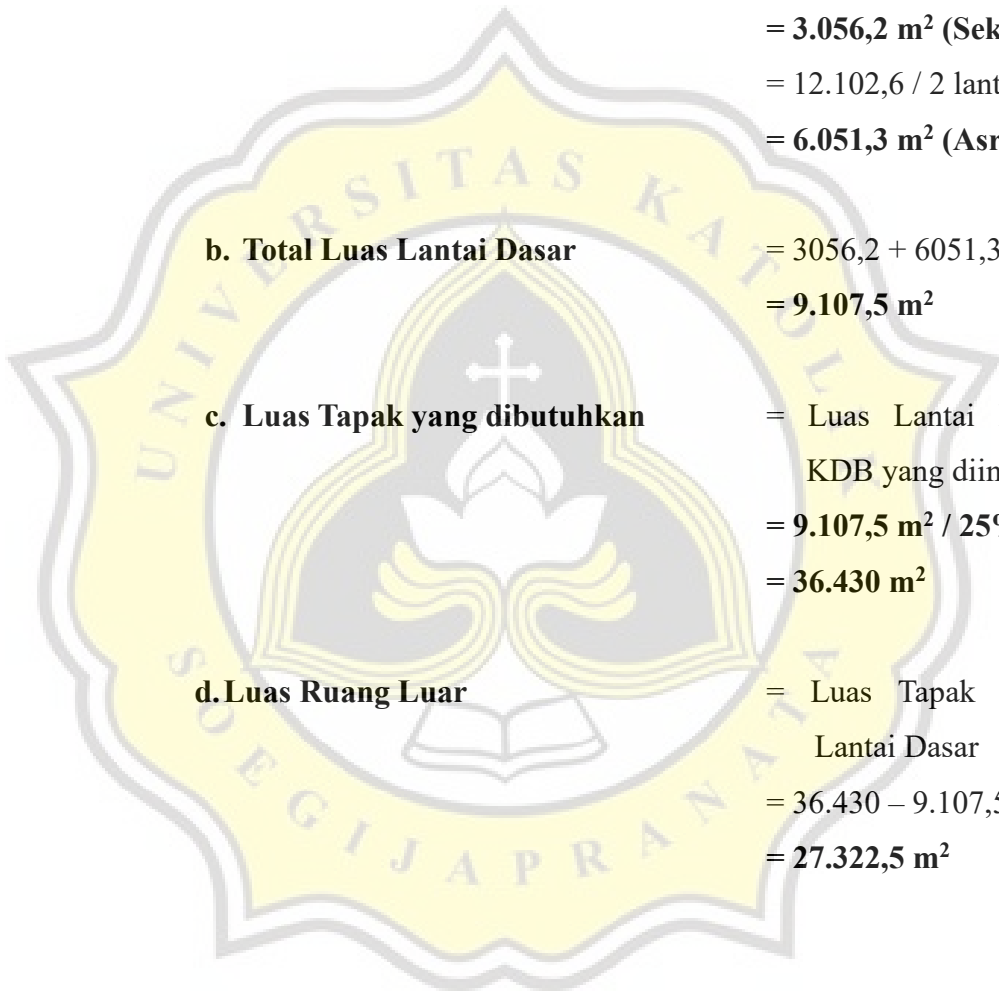 = 3.056,2 m² (Sek
= 12.102,6 / 2 lant
= 6.051,3 m² (Asr
b. Total Luas Lantai Dasar = 3056,2 + 6051,3
= 9.107,5 m²
c. Luas Tapak yang dibutuhkan = Luas Lantai
KDB yang diin
= 9.107,5 m² / 25%
= 36.430 m²
d. Luas Ruang Luar = Luas Tapak
Lantai Dasar
= 36.430 – 9.107,5
= 27.322,5 m²
UNIVERSITAS KATOLIK
SOEGIJAPRANATA